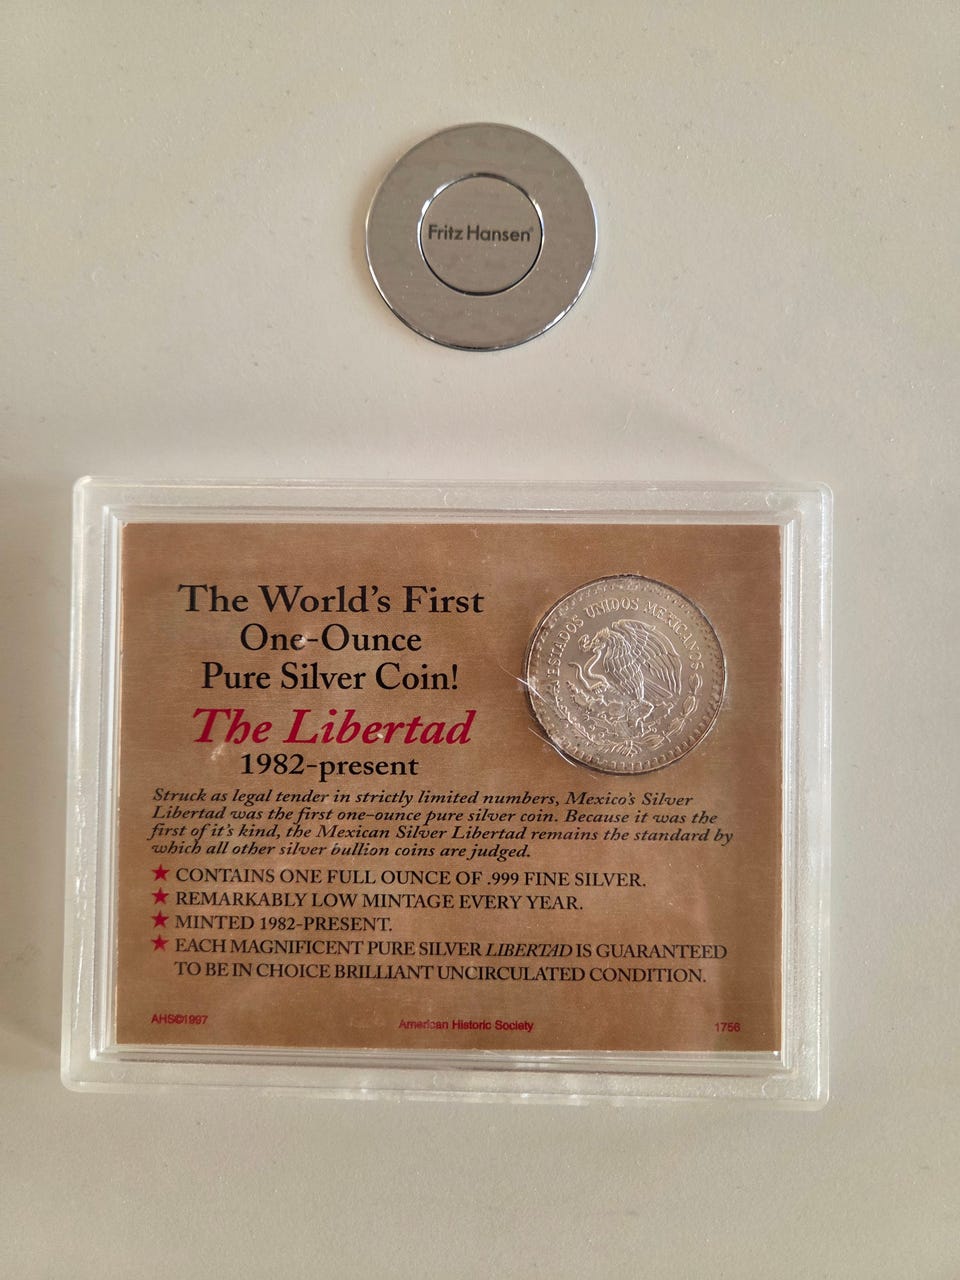 Fritz Hansen®
The World's First
One-Ounce
Pure Silver Coin!
The Libertad
1982-present
Struck as legal tender in strictly limited numbers, Mexico's Silver
Libertad was the first one-ounce pure silver coin. Because it was the
first of it's kind, the Mexican Silver Libertad remains the standard by
which all other silver bullion coins are judged.
★ CONTAINS ONE FULL OUNCE OF .999 FINE SILVER.
★ REMARKABLY LOW MINTAGE EVERY YEAR.
★ MINTED 1982-PRESENT.
★ EACH MAGNIFICENT PURE SILVER LIBERTAD IS GUARANTEED
TO BE IN CHOICE BRILLIANT UNCIRCULATED CONDITION.
ESTADOS UNIDOS MEXICANOS
AHS©1997 American Historic Society 1756